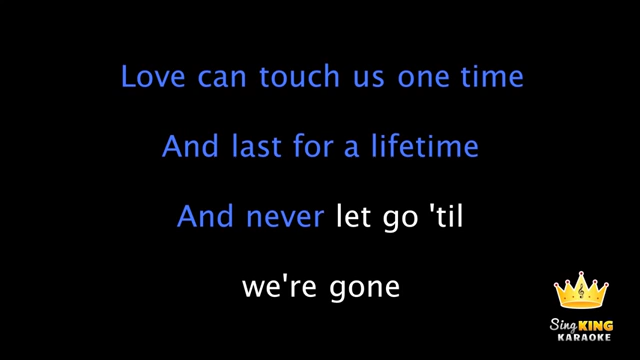 Love can touch us one time
And last for a lifetime
And never let go 'til
we're gone
Sing KING
KARAOKE